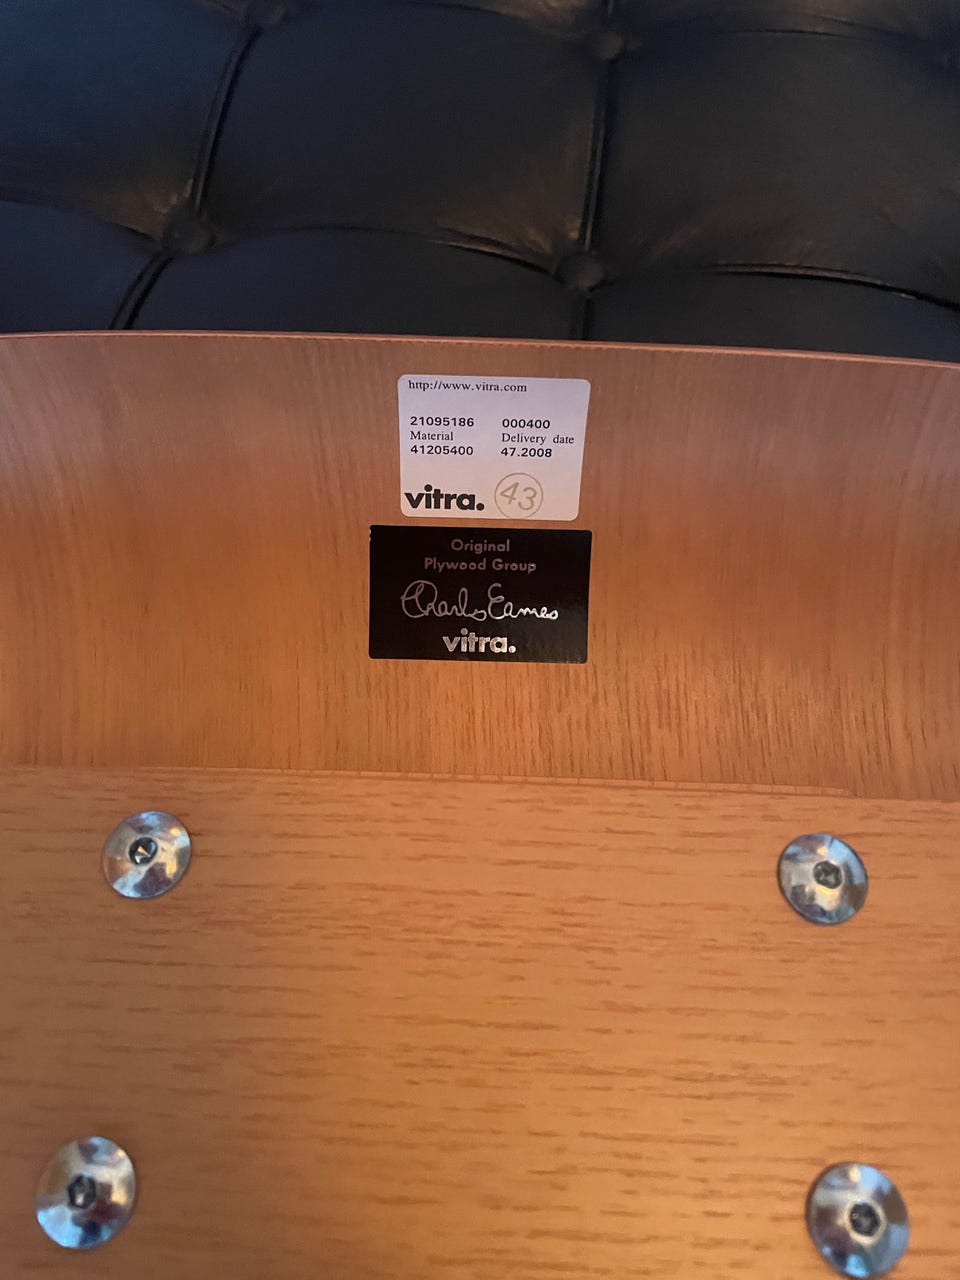 http://www.vitra.com
21095186 000400
Material Delivery date
41205400 47.2008
vitra. 43
Original
Plywood Group
Charles Eames
vitra.